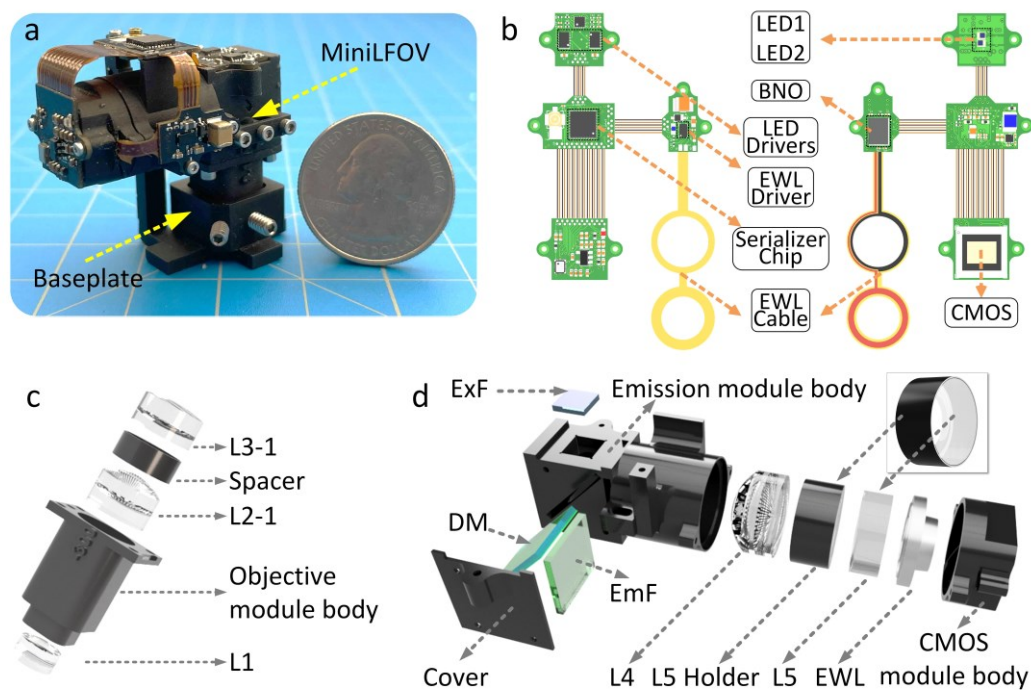 a
MiniLFOV
Baseplate
b
LED1
LED2
BNO
LED
Drivers
EWL
Driver
Serializer
Chip
EWL
Cable
CMOS
c
L3-1
Spacer
L2-1
Objective
module body
L1
d
ExF
Emission module body
DM
EmF
Cover
L4
L5 Holder
L5
EWL
CMOS
module body